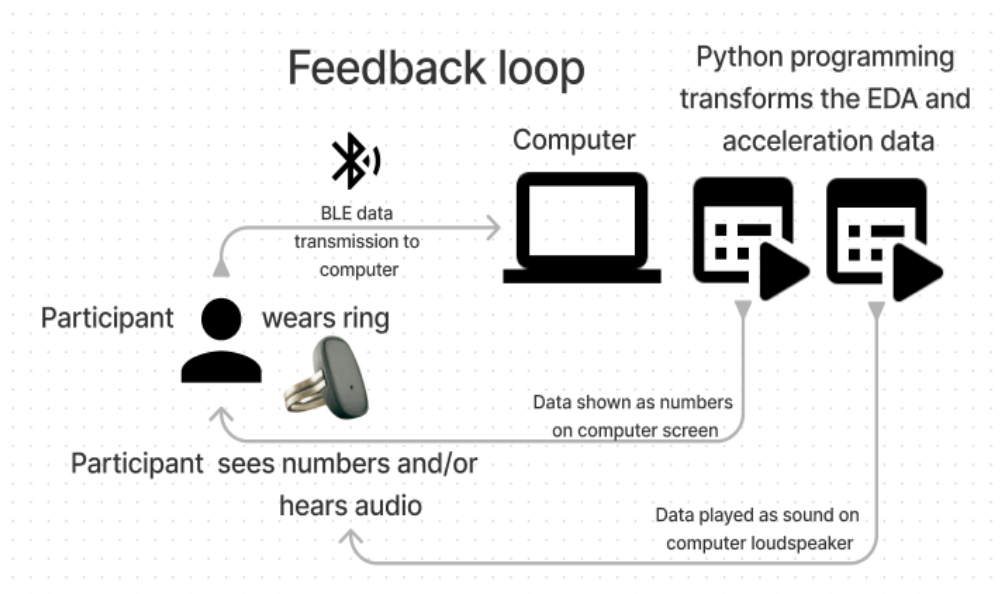 Feedback loop
Python programming
transforms the EDA and
acceleration data
Computer
BLE data
transmission to
computer
Participant wears ring
Data shown as numbers
on computer screen
Participant sees numbers and/or
hears audio
Data played as sound on
computer loudspeaker